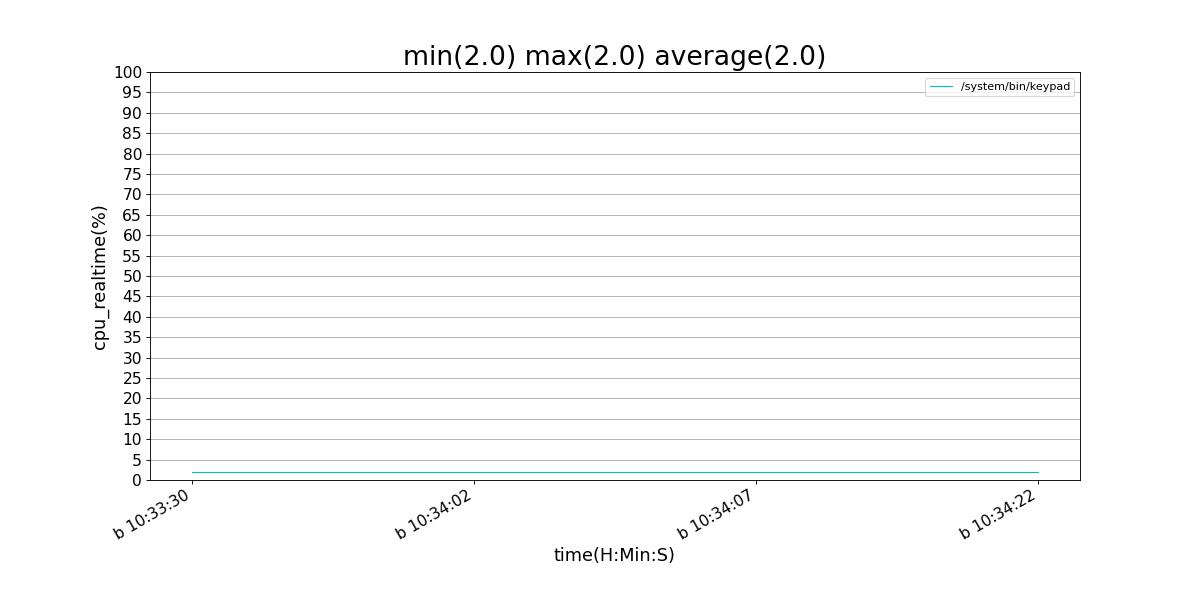 min(2.0) max(2.0) average(2.0)
/system/bin/keypad
cpu_realtime(%)
100
95
90
85
80
75
70
65
60
55
50
45
40
35
30
25
20
15
10
5
0
b 10:33:30
b 10:34:02
b 10:34:07
b 10:34:22
time(H:Min:S)